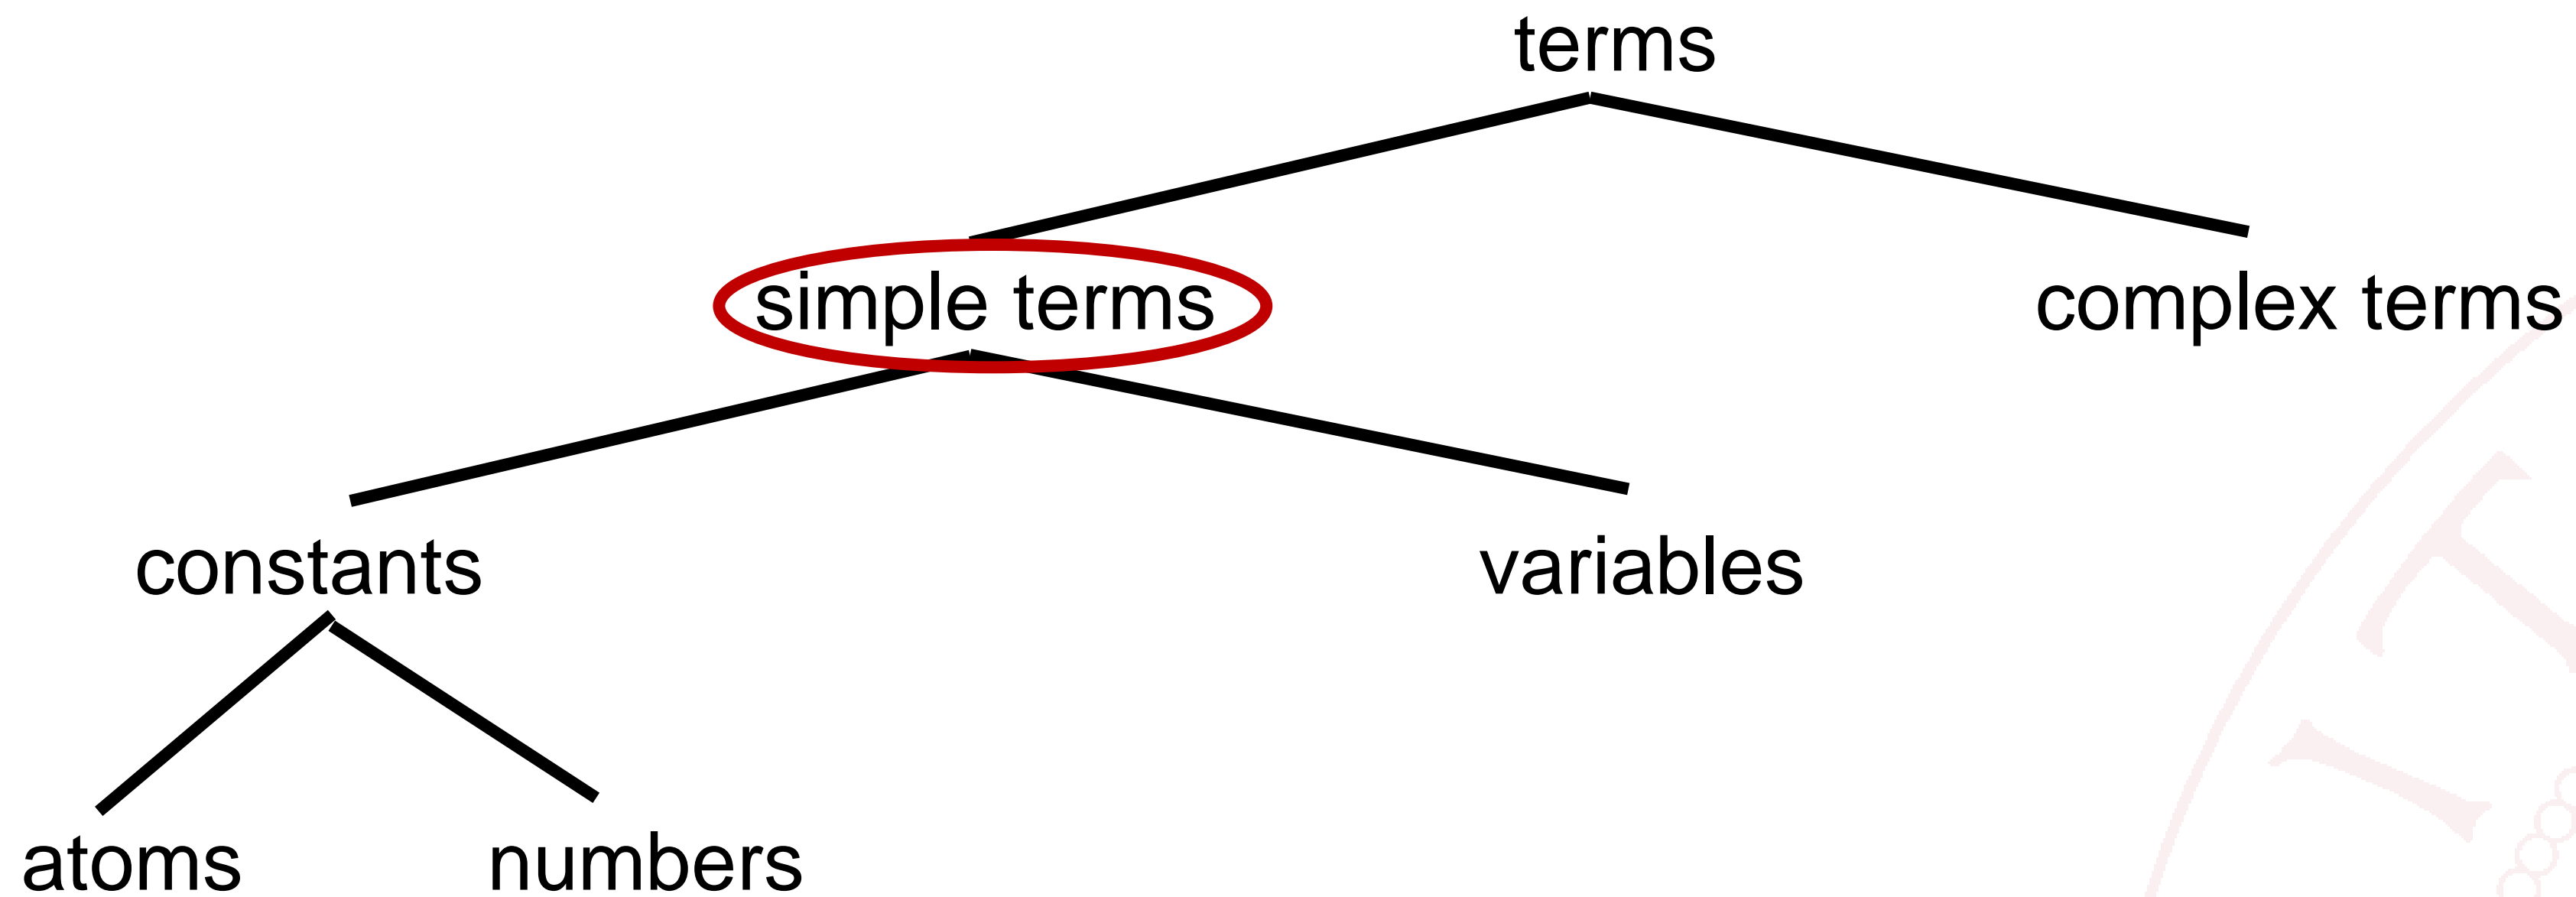 terms
simple terms
complex terms
constants
variables
atoms
numbers
I T